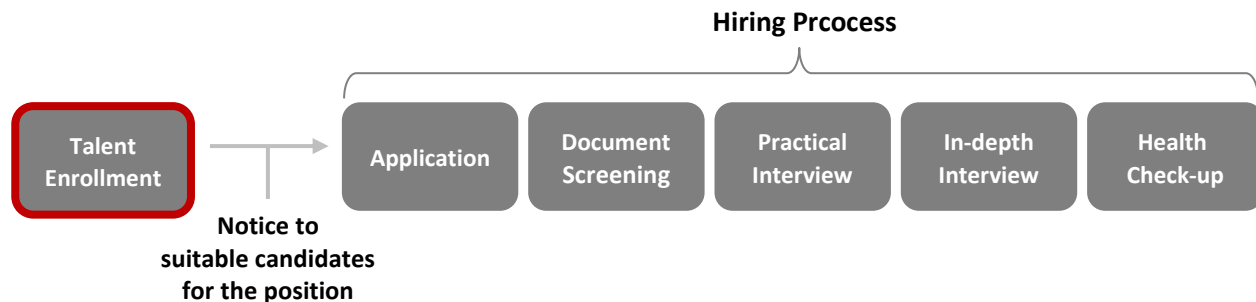 Hiring Prcocess
Talent
Enrollment
Notice to
suitable candidates
for the position
Application
Document
Screening
Practical
Interview
In-depth
Interview
Health
Check-up